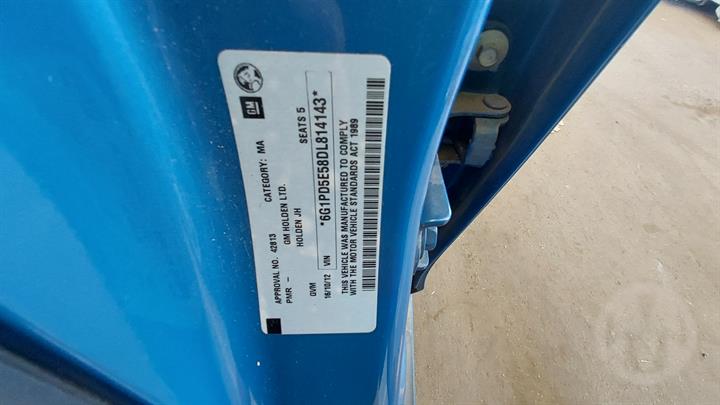 GM
APPROVAL NO. 42813 CATEGORY: MA
PMR –
GM HOLDEN LTD.
HOLDEN JH SEATS 5
GVM
16/10/12 VIN *6G1PD5E58DL814143*
THIS VEHICLE WAS MANUFACTURED TO COMPLY
WITH THE MOTOR VEHICLE STANDARDS ACT 1989